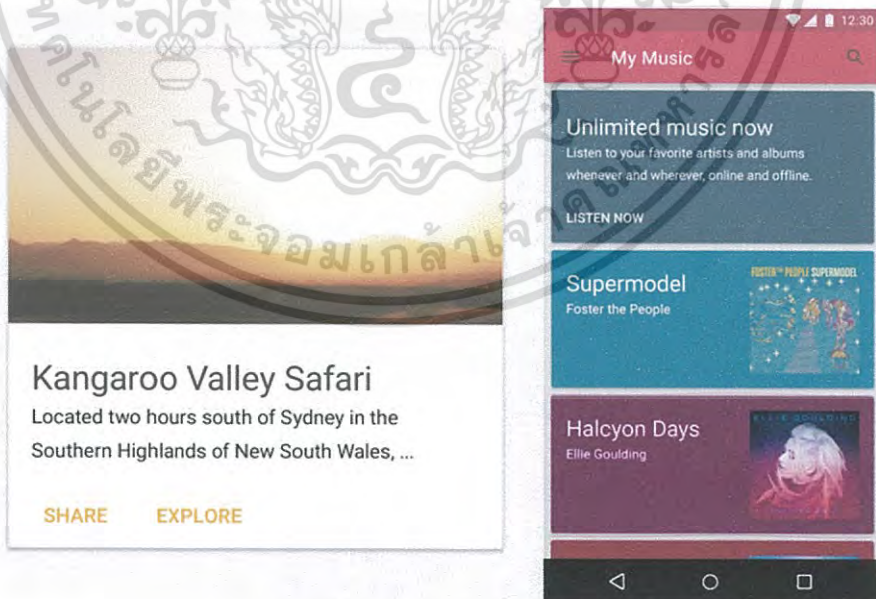 Kangaroo Valley Safari
Located two hours south of Sydney in the
Southern Highlands of New South Wales, ...
SHARE EXPLORE
12:30
My Music
Unlimited music now
Listen to your favorite artists and albums
whenever and wherever, online and offline.
LISTEN NOW
Supermodel
Foster the People
FOSTER THE PEOPLE SUPERMODEL
Halcyon Days
Ellie Goulding
ELLIE GOULDING